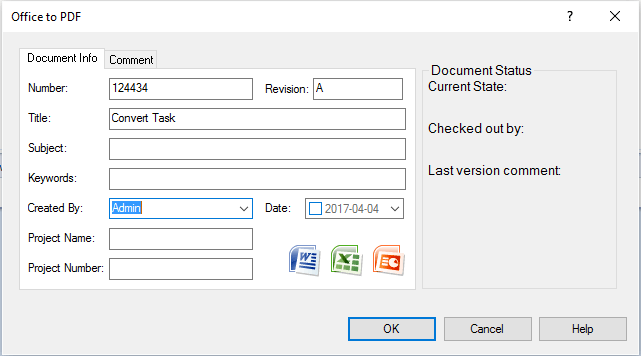 Office to PDF
?
Document Info Comment
Number: 124434 Revision: A
Title: Convert Task
Subject:
Keywords:
Created By: Admin Date: 2017-04-04
Project Name:
Project Number:
Document Status
Current State:
Checked out by:
Last version comment:
OK Cancel Help